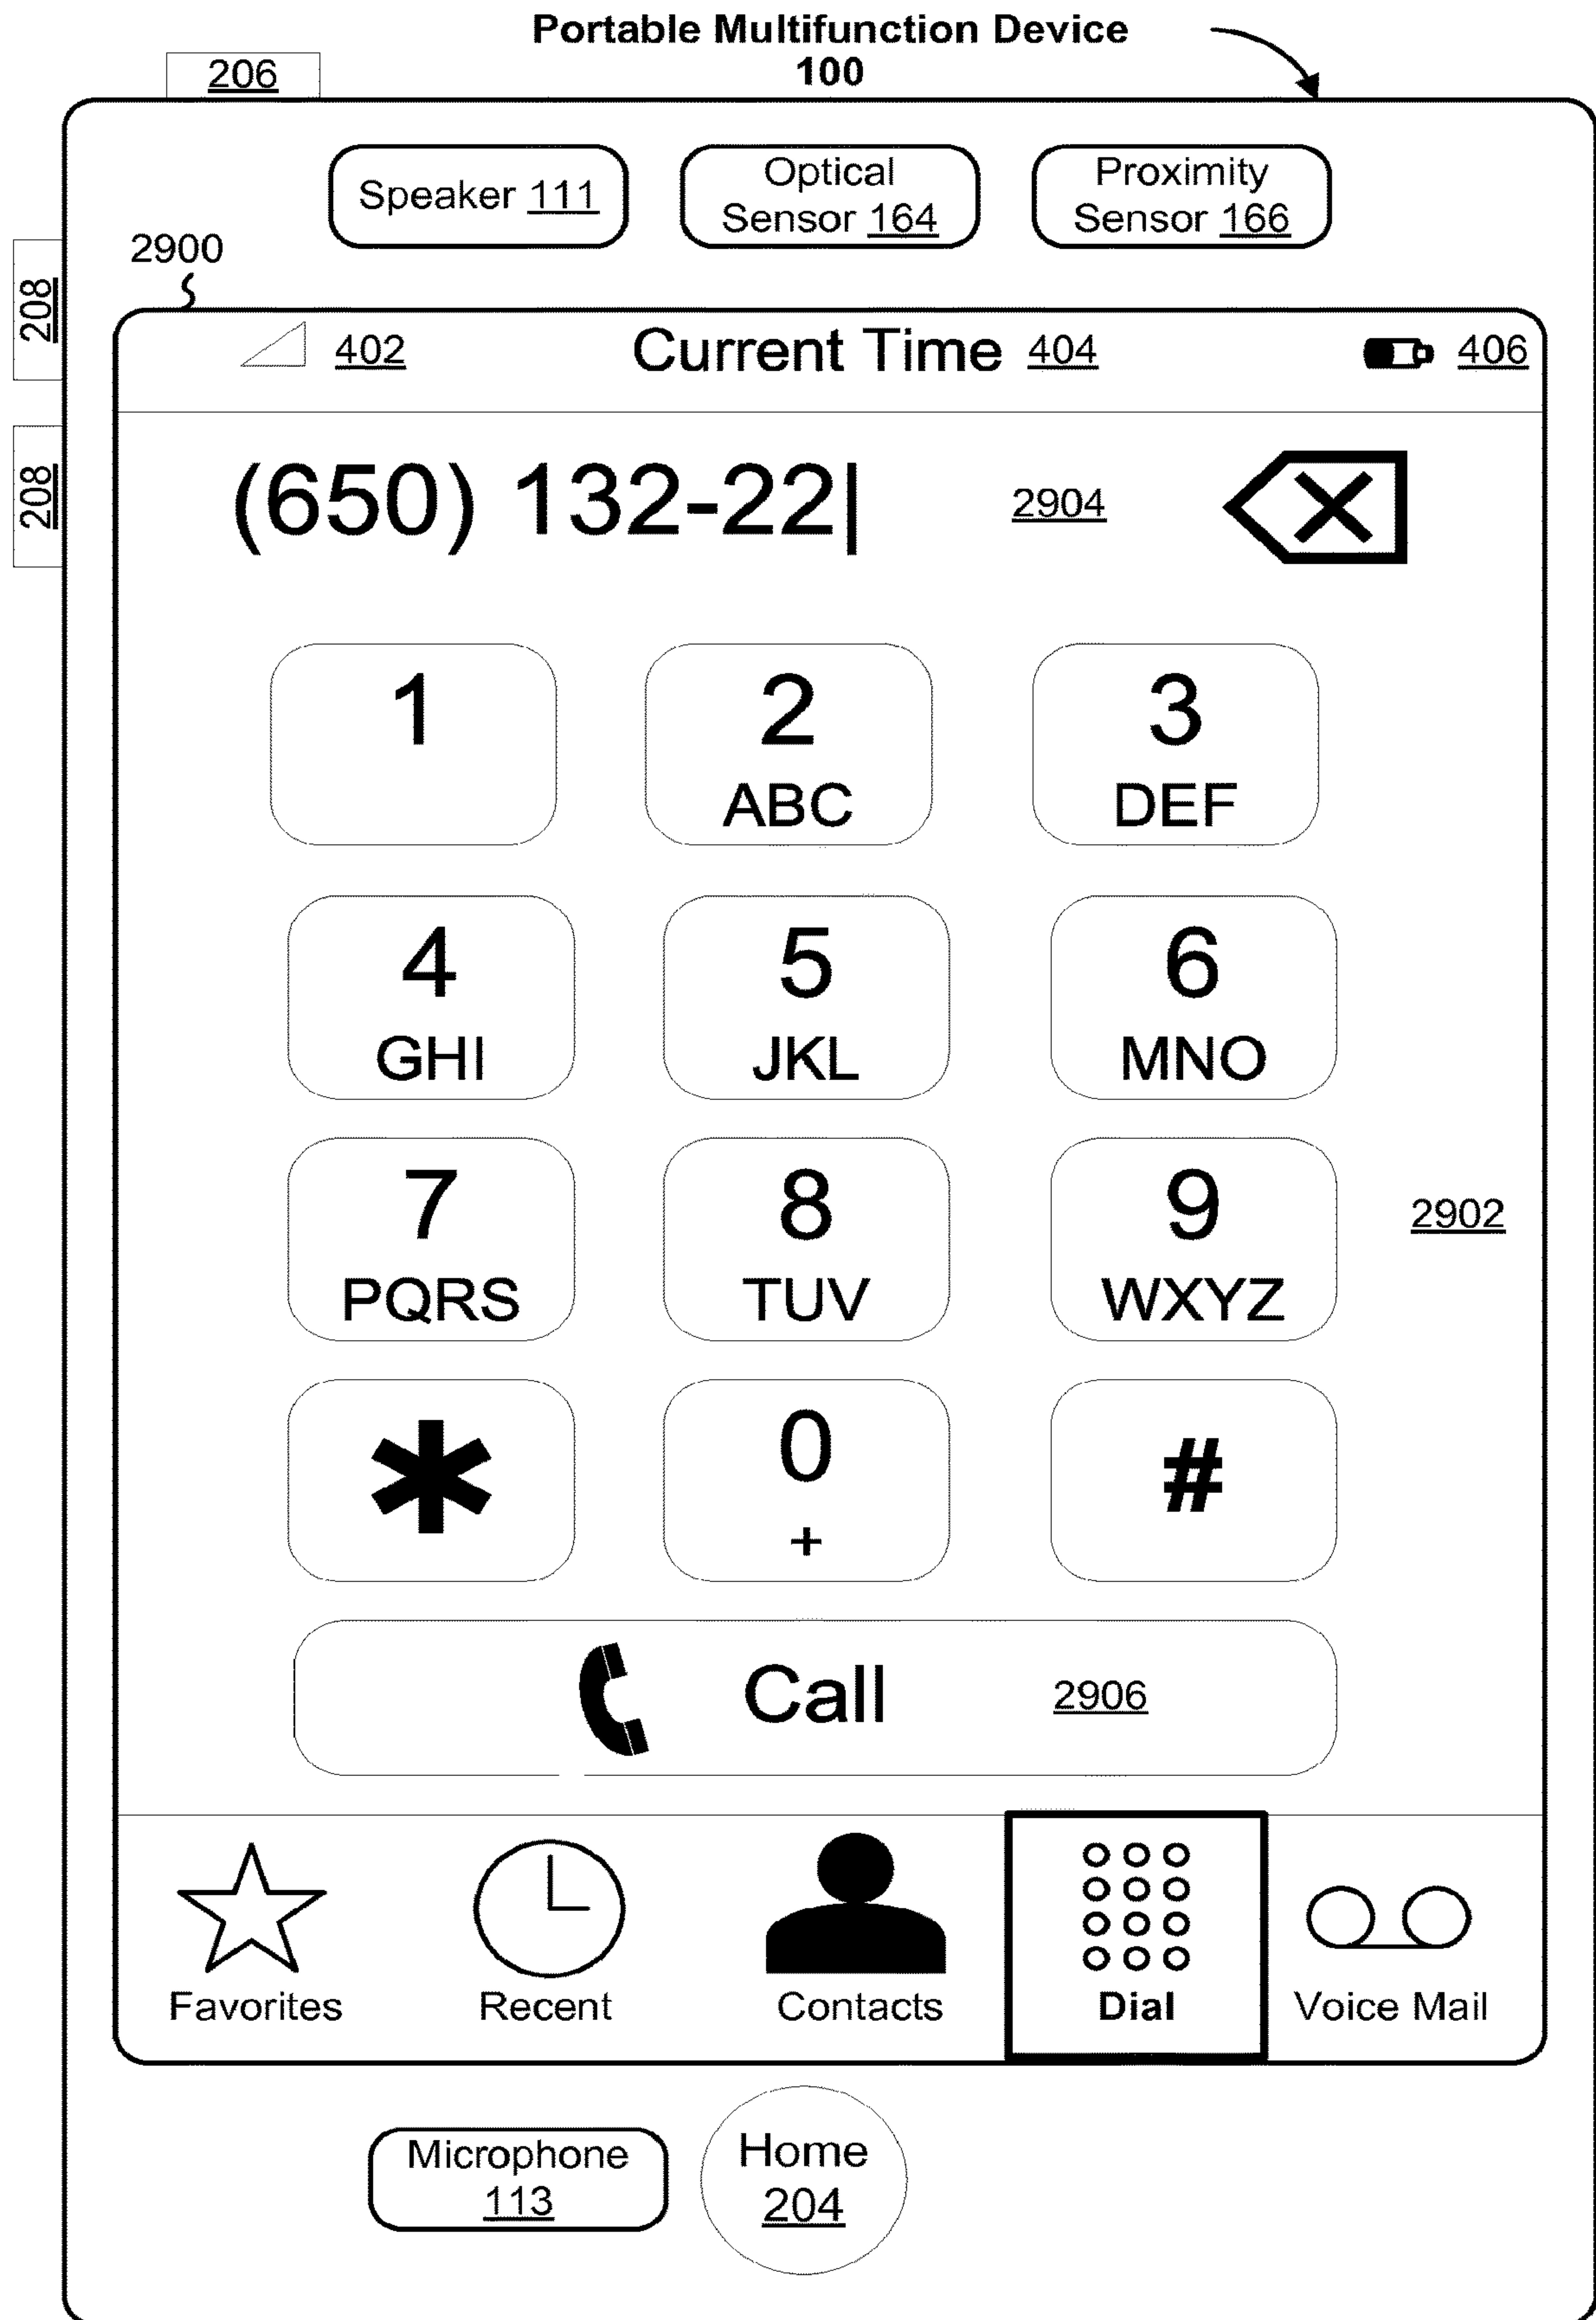 Portable Multifunction Device
100
206
Speaker 111
Optical
Sensor 164
Proximity
Sensor 166
2900
208
402 Current Time 404 406
208
(650) 132-22| 2904
1 2 3
ABC DEF
4 5 6
GHI JKL MNO
7 8 9
2902
PQRS TUV WXYZ
* 0 #
+
Call 2906
Favorites Recent Contacts Dial Voice Mail
Microphone
113
Home
204